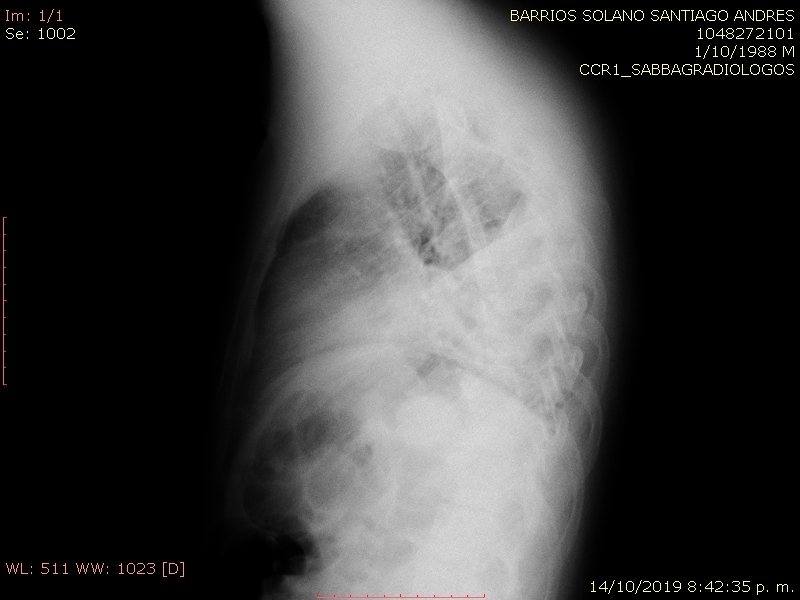 Im: 1/1
Se: 1002
BARRIOS SOLANO SANTIAGO ANDRES
1048272101
1/10/1988 M
CCR1_SABBAGRADIOLOGOS
WL: 511 WW: 1023 [D]
14/10/2019 8:42:35 p. m.